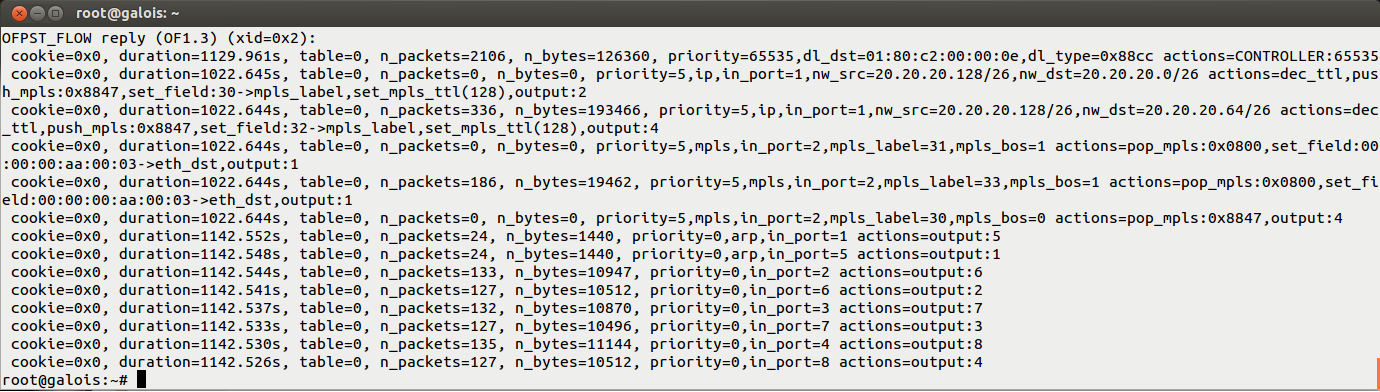 root@galois: ~
OFPST_FLOW reply (OF1.3) (xid=0x2):
 cookie=0x0, duration=1129.961s, table=0, n_packets=2106, n_bytes=126360, priority=65535,dl_dst=01:80:c2:00:00:0e,dl_type=0x88cc actions=CONTROLLER:65535
 cookie=0x0, duration=1022.645s, table=0, n_packets=0, n_bytes=0, priority=5,ip,in_port=1,nw_src=20.20.20.128/26,nw_dst=20.20.20.0/26 actions=dec_ttl,pus
h_mpls:0x8847,set_field:30->mpls_label,set_mpls_ttl(128),output:2
 cookie=0x0, duration=1022.644s, table=0, n_packets=336, n_bytes=193466, priority=5,ip,in_port=1,nw_src=20.20.20.128/26,nw_dst=20.20.20.64/26 actions=dec
_ttl,push_mpls:0x8847,set_field:32->mpls_label,set_mpls_ttl(128),output:4
 cookie=0x0, duration=1022.644s, table=0, n_packets=0, n_bytes=0, priority=5,mpls,in_port=2,mpls_label=31,mpls_bos=1 actions=pop_mpls:0x0800,set_field:00
:00:00:aa:00:03->eth_dst,output:1
 cookie=0x0, duration=1022.644s, table=0, n_packets=186, n_bytes=19462, priority=5,mpls,in_port=2,mpls_label=33,mpls_bos=1 actions=pop_mpls:0x0800,set_fi
eld:00:00:00:aa:00:03->eth_dst,output:1
 cookie=0x0, duration=1022.644s, table=0, n_packets=0, n_bytes=0, priority=5,mpls,in_port=2,mpls_label=30,mpls_bos=0 actions=pop_mpls:0x8847,output:4
 cookie=0x0, duration=1142.552s, table=0, n_packets=24, n_bytes=1440, priority=0,arp,in_port=1 actions=output:5
 cookie=0x0, duration=1142.548s, table=0, n_packets=24, n_bytes=1440, priority=0,arp,in_port=5 actions=output:1
 cookie=0x0, duration=1142.544s, table=0, n_packets=133, n_bytes=10947, priority=0,in_port=2 actions=output:6
 cookie=0x0, duration=1142.541s, table=0, n_packets=127, n_bytes=10512, priority=0,in_port=6 actions=output:2
 cookie=0x0, duration=1142.537s, table=0, n_packets=132, n_bytes=10870, priority=0,in_port=3 actions=output:7
 cookie=0x0, duration=1142.533s, table=0, n_packets=127, n_bytes=10496, priority=0,in_port=7 actions=output:3
 cookie=0x0, duration=1142.530s, table=0, n_packets=135, n_bytes=11144, priority=0,in_port=4 actions=output:8
 cookie=0x0, duration=1142.526s, table=0, n_packets=127, n_bytes=10512, priority=0,in_port=8 actions=output:4
root@galois:~#